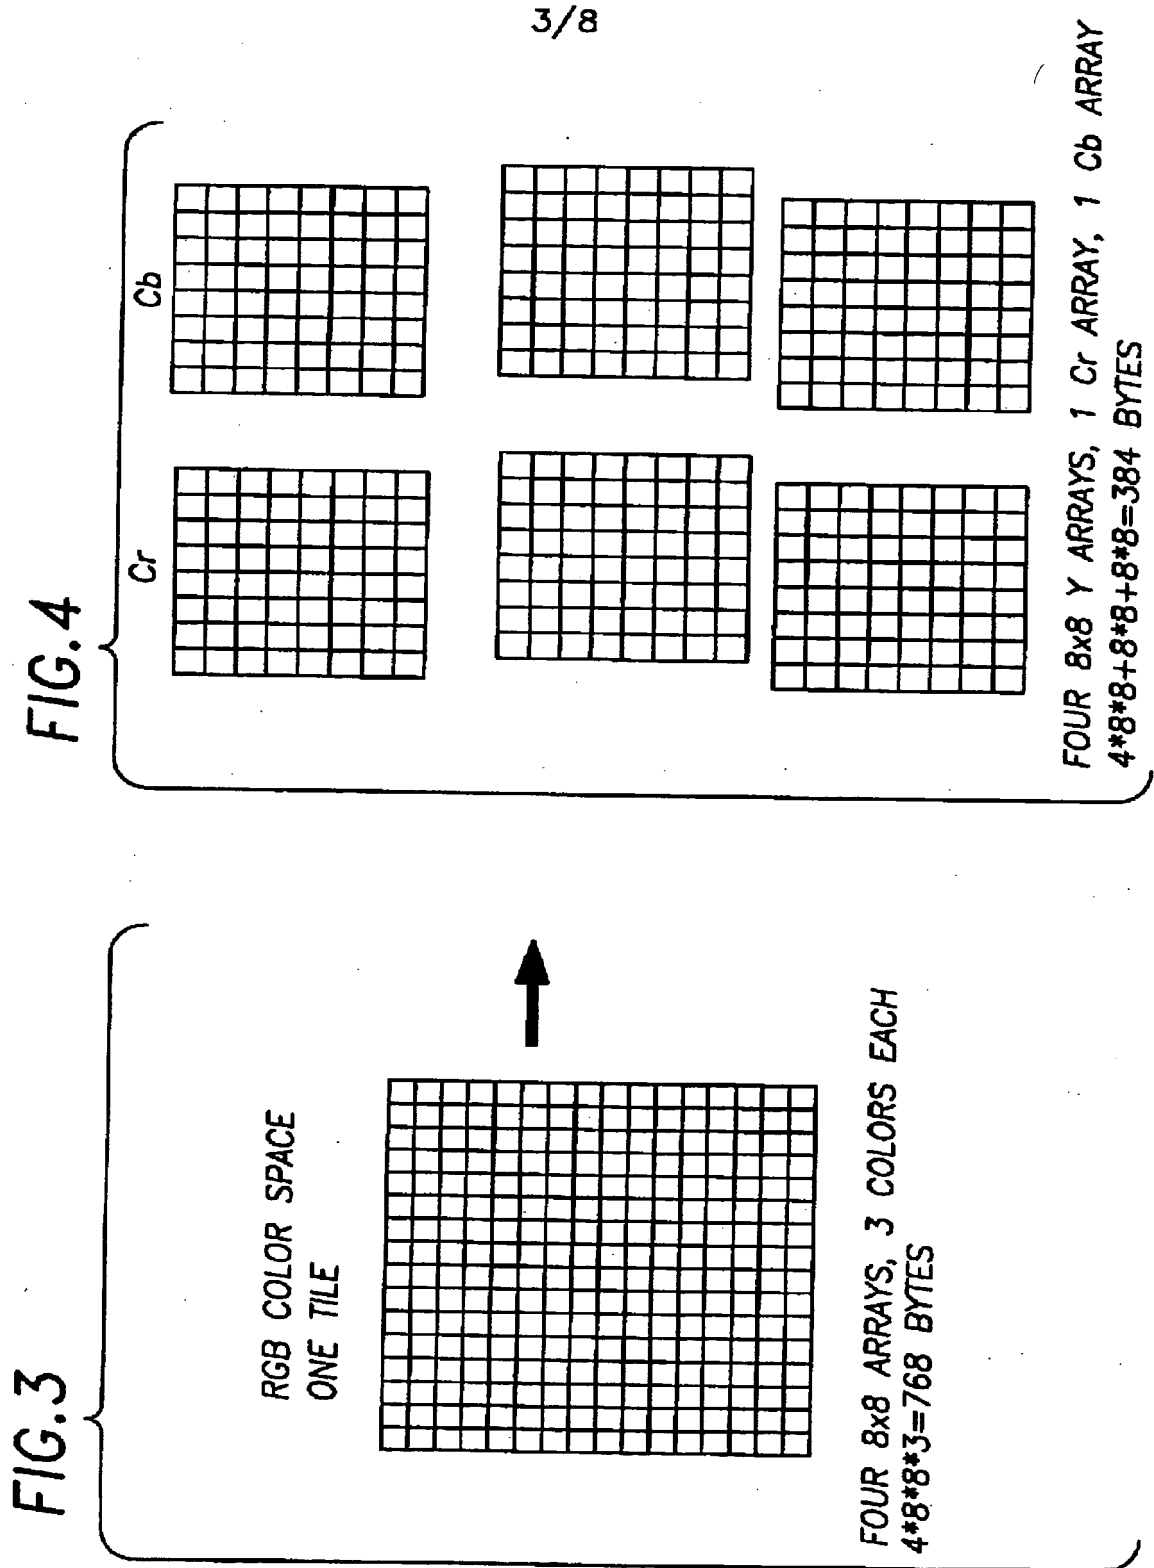 3/8
FIG.3
RGB COLOR SPACE
ONE TILE
FOUR 8x8 ARRAYS, 3 COLORS EACH
4*8*8*3=768 BYTES
FIG.4
Cr
Cb
FOUR 8x8 Y ARRAYS, 1 Cr ARRAY, 1 Cb ARRAY
4*8*8+8*8+8*8=384 BYTES